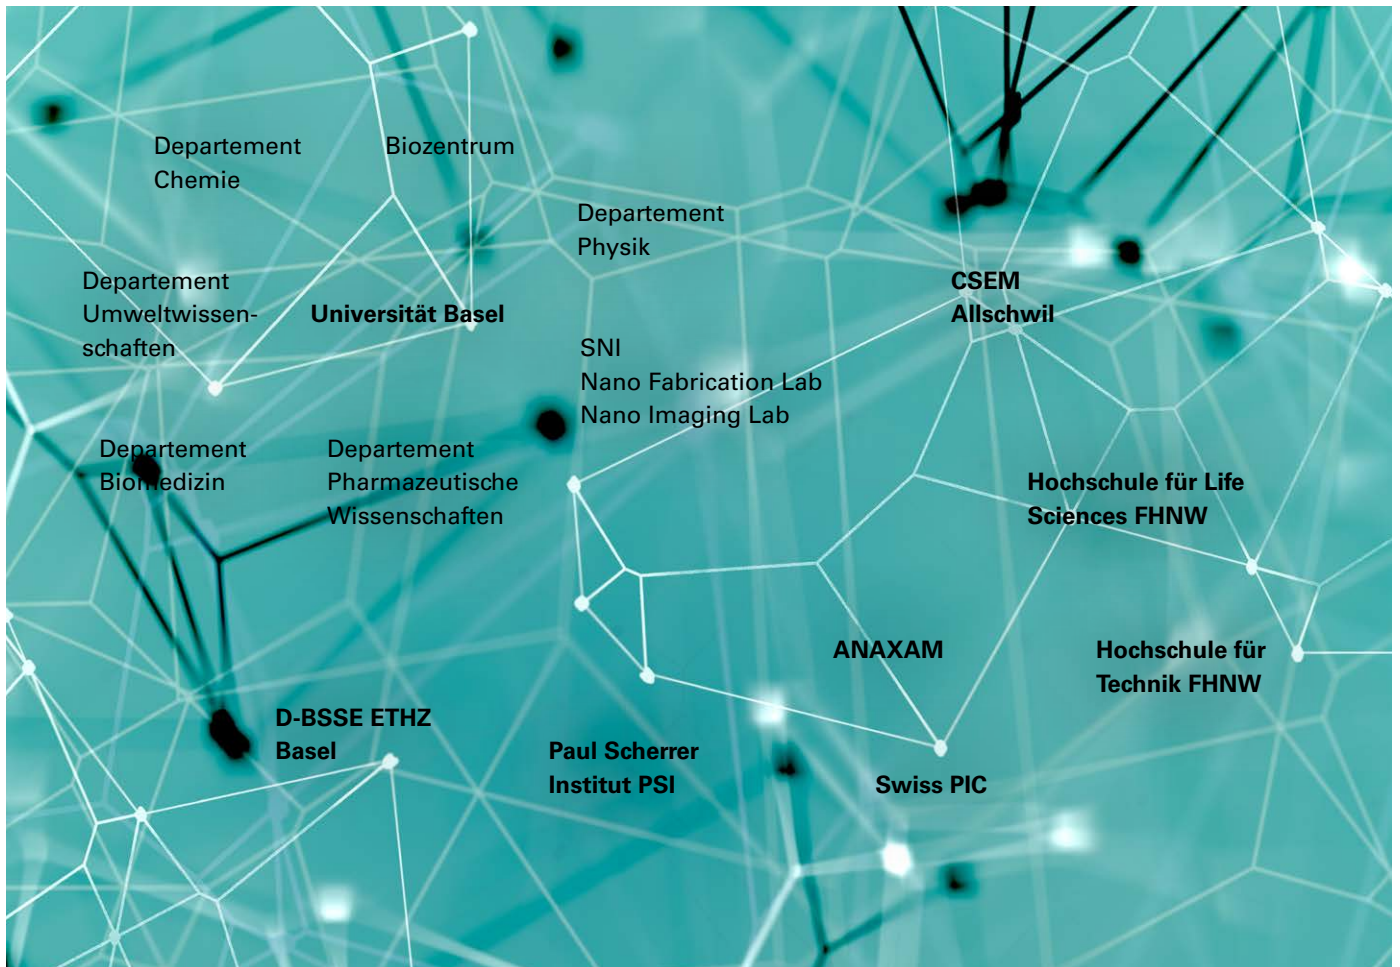 Departement
Chemie
Biozentrum
Departement
Physik
Departement
Umweltwissen-
schaften
Universität Basel
CSEM
Allschwil
SNI
Nano Fabrication Lab
Nano Imaging Lab
Departement
Biomedizin
Departement
Pharmazeutische
Wissenschaften
Hochschule für Life
Sciences FHNW
ANAXAM
Hochschule für
Technik FHNW
D-BSSE ETHZ
Basel
Paul Scherrer
Institut PSI
Swiss PIC